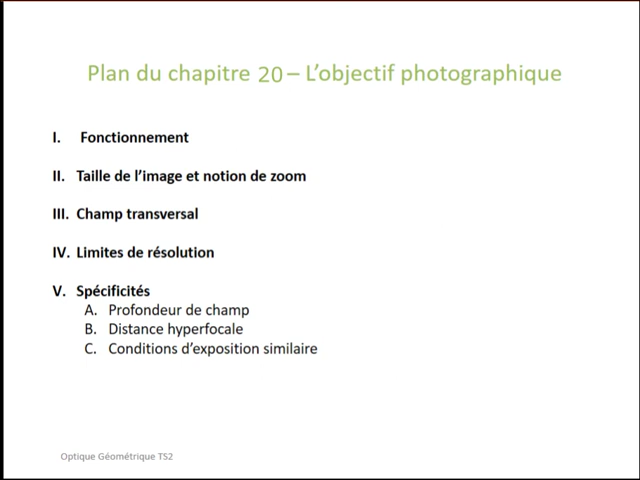 Plan du chapitre 20 – L'objectif photographique
I. Fonctionnement
II. Taille de l'image et notion de zoom
III. Champ transversal
IV. Limites de résolution
V. Spécificités
A. Profondeur de champ
B. Distance hyperfocale
C. Conditions d'exposition similaire
Optique Géométrique TS2